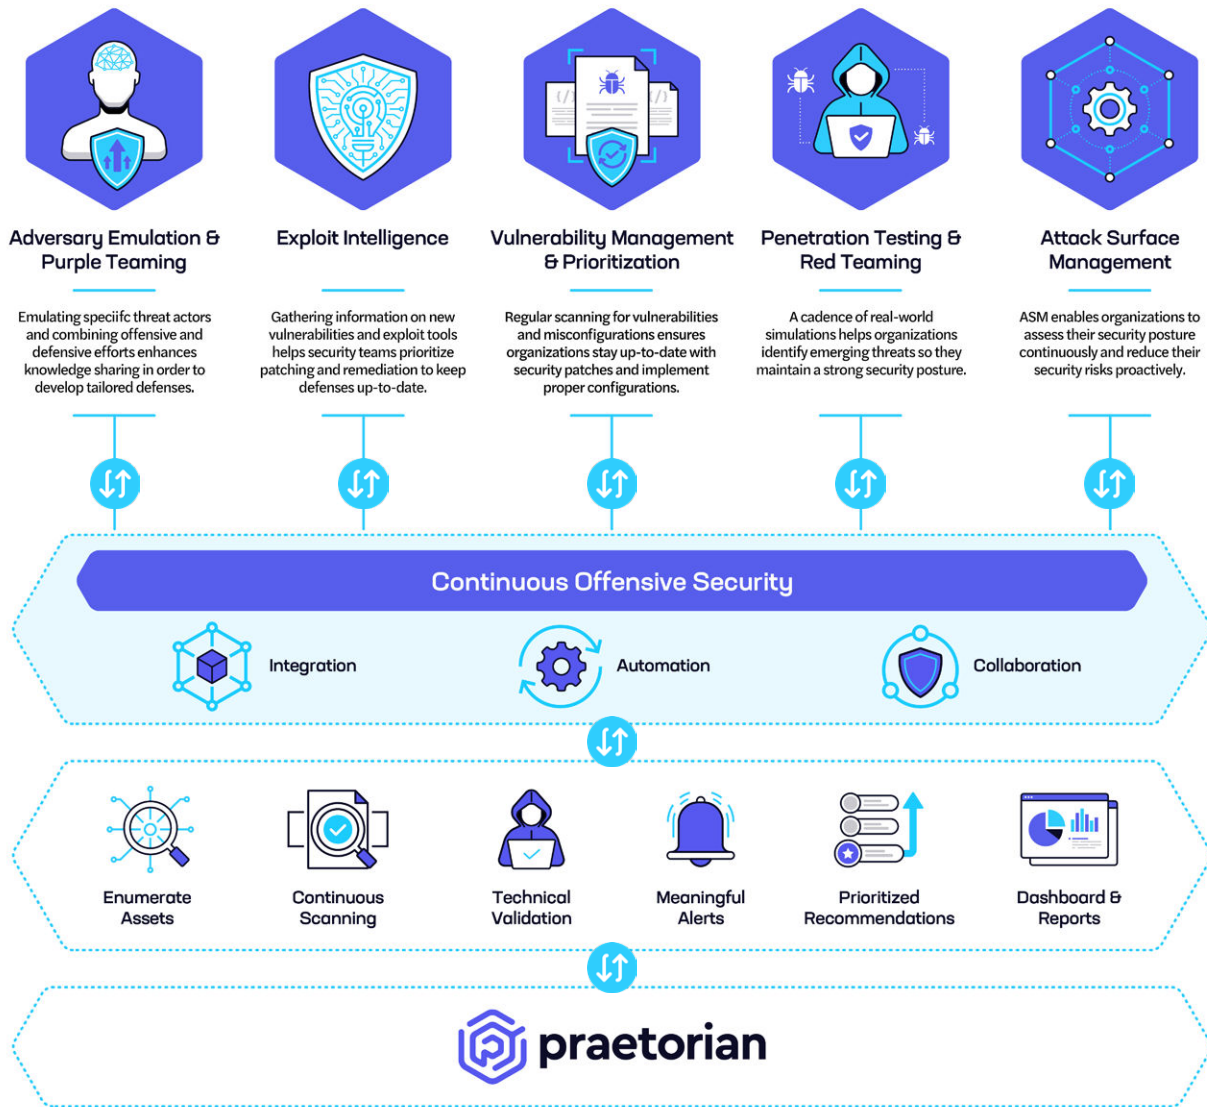 Adversary Emulation &
Purple Teaming
Emulating speciifc threat actors
and combining offensive and
defensive efforts enhances
knowledge sharing in order to
develop tailored defenses.
Exploit Intelligence
Gathering information on new
vulnerabilities and exploit tools
helps security teams prioritize
patching and remediation to keep
defenses up-to-date.
Vulnerability Management
& Prioritization
Regular scanning for vulnerabilities
and misconfigurations ensures
organizations stay up-to-date with
security patches and implement
proper configurations.
Penetration Testing &
Red Teaming
A cadence of real-world
simulations helps organizations
identify emerging threats so they
maintain a strong security posture.
Attack Surface
Management
ASM enables organizations to
assess their security posture
continuously and reduce their
security risks proactively.
Continuous Offensive Security
Integration
Automation
Collaboration
Enumerate
Assets
Continuous
Scanning
Technical
Validation
Meaningful
Alerts
Prioritized
Recommendations
Dashboard &
Reports
praetorian